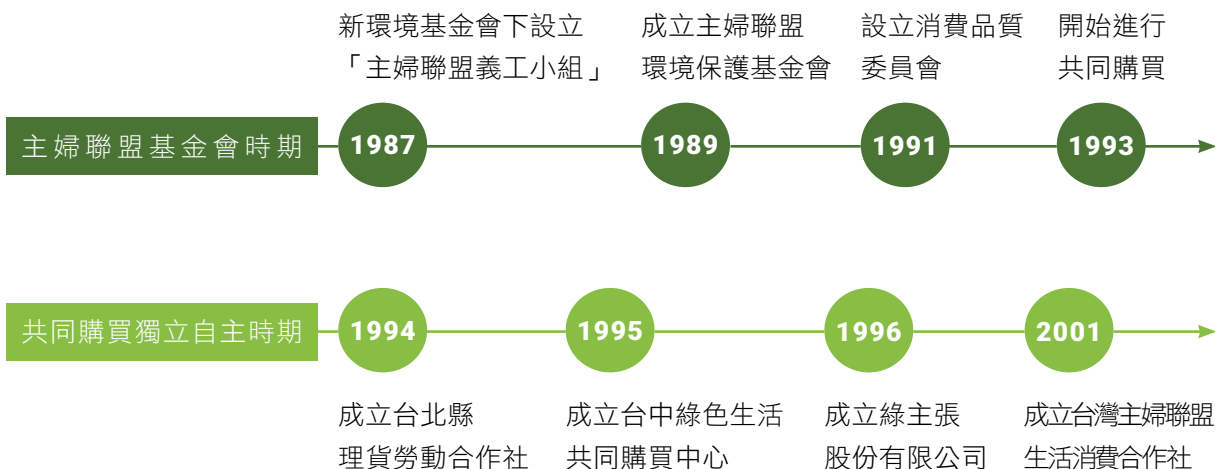 新環境基金會下設立
「主婦聯盟義工小組」
成立主婦聯盟
環境保護基金會
設立消費品質
委員會
開始進行
共同購買
主婦聯盟基金會時期
1987
1989
1991
1993
共同購買獨立自主時期
1994
1995
1996
2001
成立台北縣
理貨勞動合作社
成立台中綠色生活
共同購買中心
成立綠主張
股份有限公司
成立台灣主婦聯盟
生活消費合作社